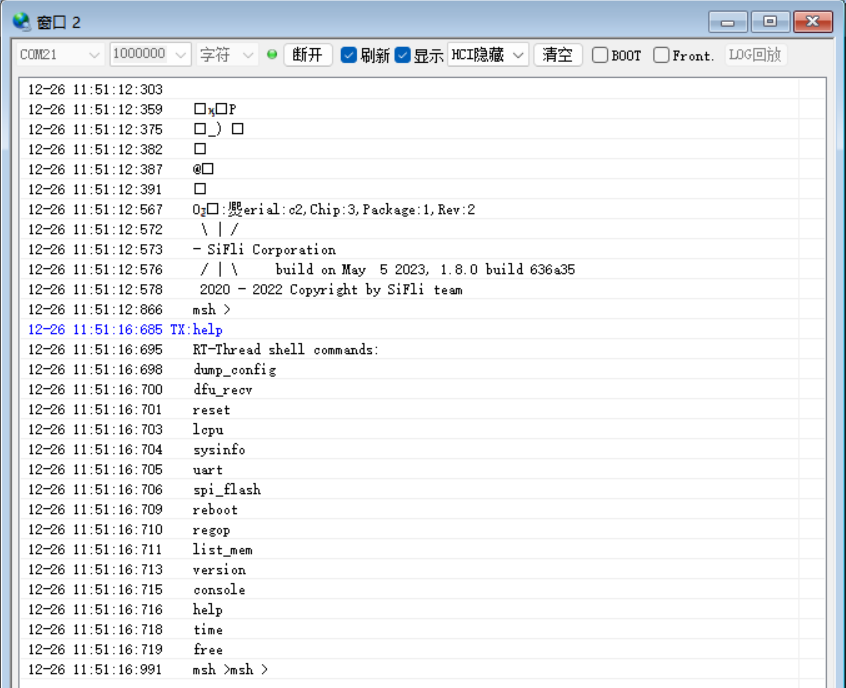 窗口 2
COM21 1000000 字符 断开 刷新 显示 HCI隐藏 清空 BOOT Front. LOG回放
12-26 11:51:12:303
12-26 11:51:12:359 P
12-26 11:51:12:375 _)
12-26 11:51:12:382
12-26 11:51:12:387 @
12-26 11:51:12:391
12-26 11:51:12:567 erial:c2,Chip:3,Package:1,Rev:2
12-26 11:51:12:572 \ | /
12-26 11:51:12:573 - SiFli Corporation
12-26 11:51:12:576 / | \ build on May 5 2023, 1.8.0 build 636a35
12-26 11:51:12:578 2020 - 2022 Copyright by SiFli team
12-26 11:51:12:866 msh >
12-26 11:51:16:685 TX:help
12-26 11:51:16:695 RT-Thread shell commands:
12-26 11:51:16:698 dump_config
12-26 11:51:16:700 dfu_recv
12-26 11:51:16:701 reset
12-26 11:51:16:703 lcpu
12-26 11:51:16:704 sysinfo
12-26 11:51:16:705 uart
12-26 11:51:16:706 spi_flash
12-26 11:51:16:709 reboot
12-26 11:51:16:710 regop
12-26 11:51:16:711 list_mem
12-26 11:51:16:713 version
12-26 11:51:16:715 console
12-26 11:51:16:716 help
12-26 11:51:16:718 time
12-26 11:51:16:719 free
12-26 11:51:16:991 msh >msh >